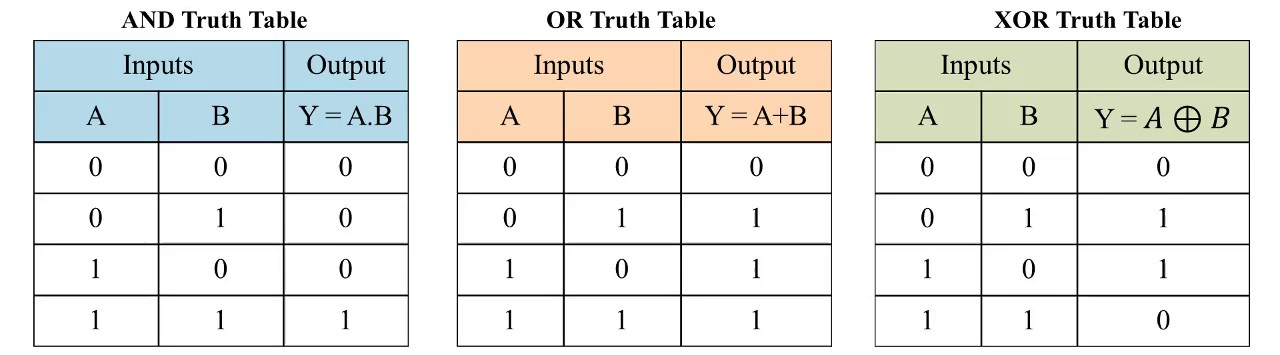 AND Truth Table
Inputs Output
A B Y = A.B
0 0 0
0 1 0
1 0 0
1 1 1
OR Truth Table
Inputs Output
A B Y = A+B
0 0 0
0 1 1
1 0 1
1 1 1
XOR Truth Table
Inputs Output
A B Y = A ⊕ B
0 0 0
0 1 1
1 0 1
1 1 0